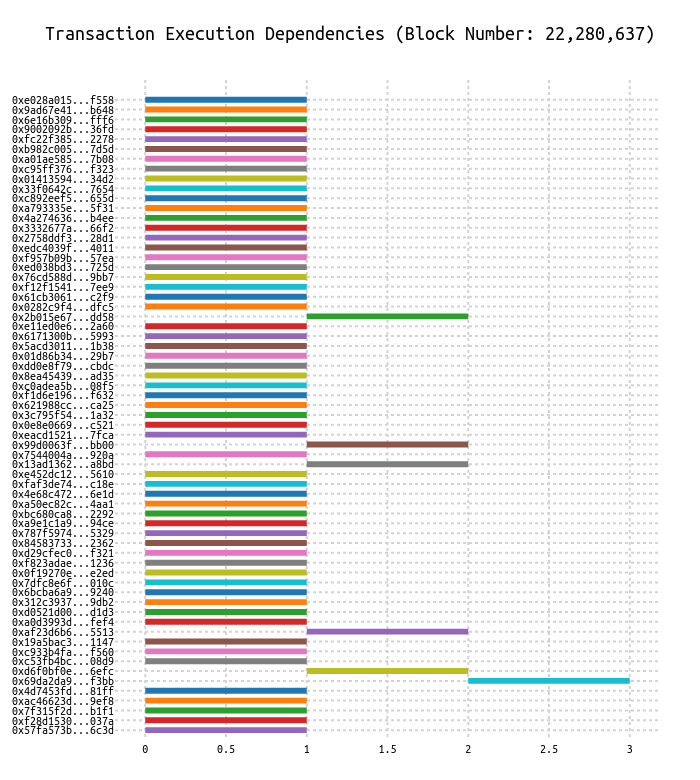 Transaction Execution Dependencies (Block Number: 22,280,637)
0xe028a015...f558
0x9ad67e41...b648
0x6e16b309...fff6
0x9002092b...36fd
0xfc22f385...2278
0xb982c005...7d5d
0xa01ae585...7b08
0xc95ff376...f323
0x01413594...34d2
0x33f0642c...7654
0xc892eef5...655d
0xa793335e...5f31
0x4a274636...b4ee
0x3332677a...66f2
0x2758ddf3...28d1
0xedc4039f...4011
0xf957b09b...57ea
0xed038bd3...725d
0x76cd588d...9bb7
0xf12f1541...7ee9
0x61cb3061...c2f9
0x0282c9f4...dfc5
0x2b015e67...dd58
0xe11ed0e6...2a60
0x6171300b...5993
0x5acd3011...1b38
0x01d86b34...29b7
0xdd0e8f79...cbdc
0x8ea45439...ad35
0xc0adea5b...08f5
0xf1d6e196...f632
0x621988cc...ca25
0x3c795f54...1a32
0x0e8e0669...c521
0xeacd1521...7fca
0x99d0063f...bb00
0x7544004a...920a
0x13ad1362...a8bd
0xe452dc12...5610
0xfaf3de74...c18e
0x4e68c472...6e1d
0xa50ec82c...4aa1
0xbc680ca8...2292
0xa9e1c1a9...94ce
0x787f5974...5329
0x84583733...2362
0xd29cfec0...f321
0xf823adae...1236
0x0f19270e...e2ed
0x7dfc8e6f...010c
0x6bcba6a9...9240
0x312c3937...9db2
0xd0521d00...d1d3
0xa0d3993d...fef4
0xaf23d6b6...5513
0x19a5bac3...1147
0xc933b4fa...f560
0xc53fb4bc...08d9
0xd6f0bf0e...6efc
0x69da2da9...f3bb
0x4d7453fd...81ff
0xac46623d...9ef8
0x7f315f2d...b1f1
0xf28d1530...037a
0x57fa573b...6c3d
0 0.5 1 1.5 2 2.5 3